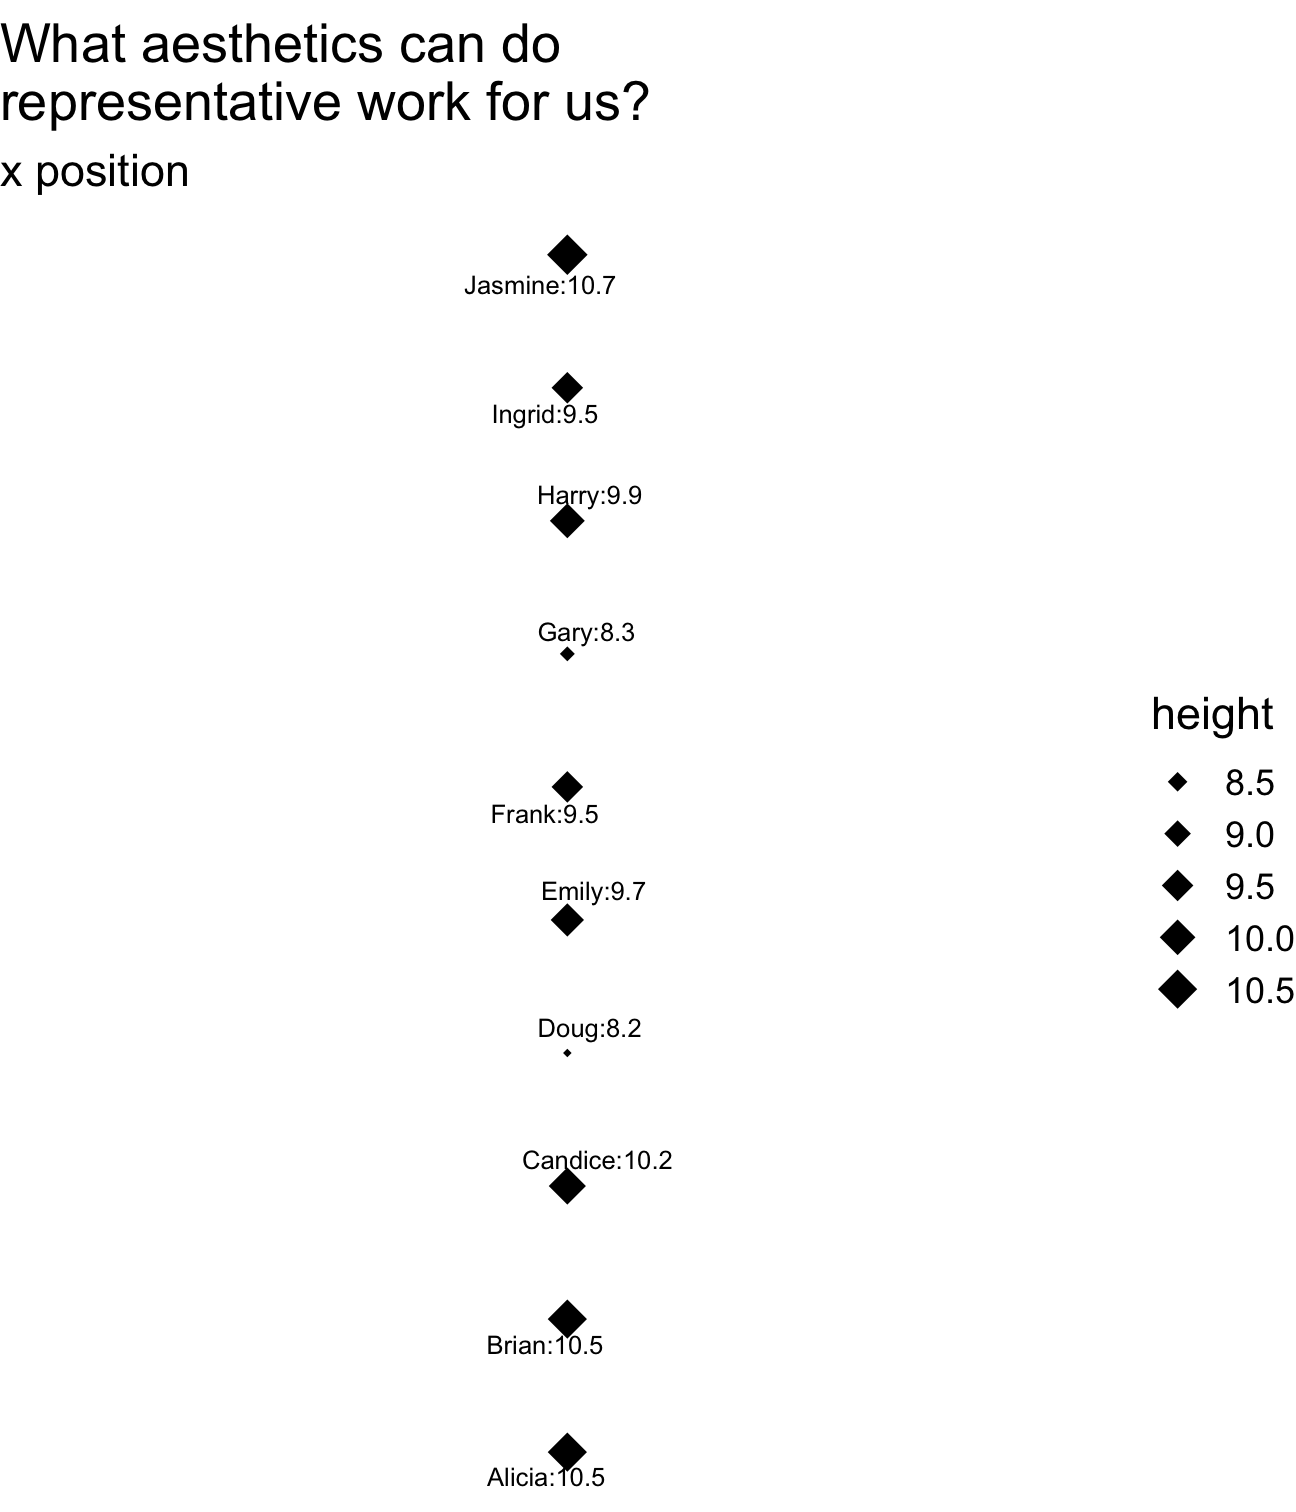 What aesthetics can do
representative work for us?
x position
Jasmine:10.7
Ingrid:9.5
Harry:9.9
Gary:8.3
Frank:9.5
Emily:9.7
Doug:8.2
Candice:10.2
Brian:10.5
Alicia:10.5
height
8.5
9.0
9.5
10.0
10.5